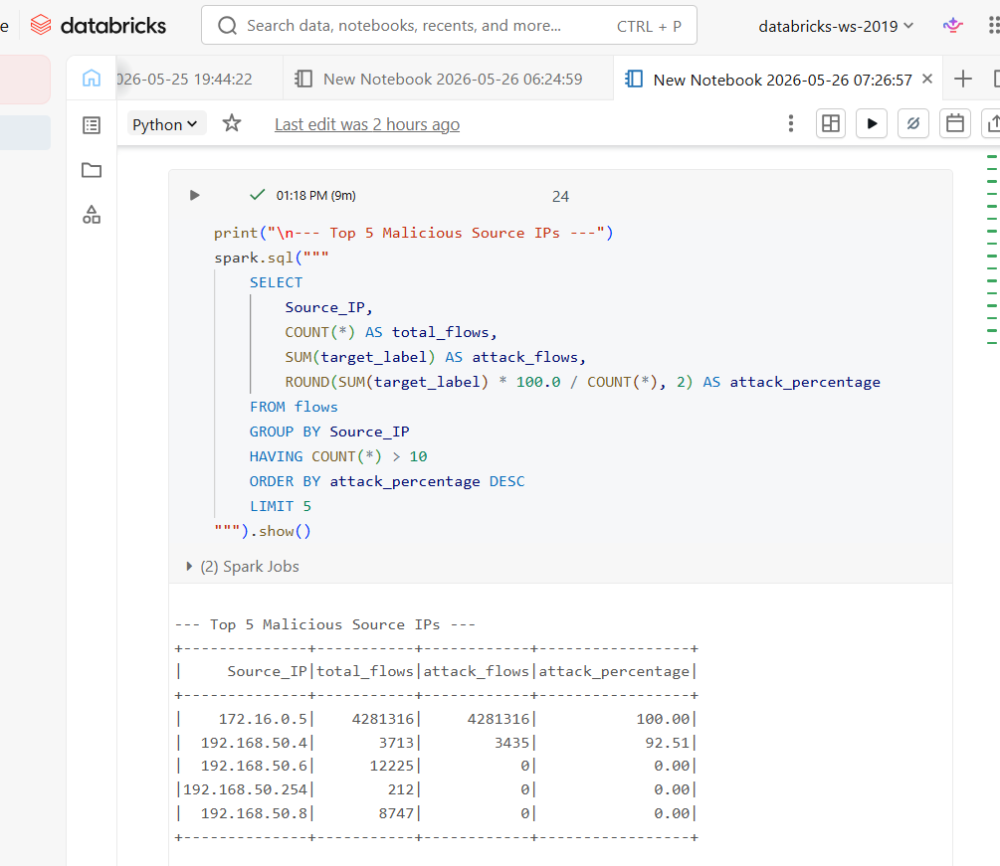 e databricks Search data, notebooks, recents, and more... CTRL + P databricks-ws-2019
026-05-25 19:44:22 New Notebook 2026-05-26 06:24:59 New Notebook 2026-05-26 07:26:57
Python Last edit was 2 hours ago
01:18 PM (9m) 24
print("\n--- Top 5 Malicious Source IPs ---")
spark.sql("""
    SELECT
        Source_IP,
        COUNT(*) AS total_flows,
        SUM(target_label) AS attack_flows,
        ROUND(SUM(target_label) * 100.0 / COUNT(*), 2) AS attack_percentage
    FROM flows
    GROUP BY Source_IP
    HAVING COUNT(*) > 10
    ORDER BY attack_percentage DESC
    LIMIT 5
""").show()
(2) Spark Jobs
--- Top 5 Malicious Source IPs ---
+--------------+-----------+------------+-----------------+
|     Source_IP|total_flows|attack_flows|attack_percentage|
+--------------+-----------+------------+-----------------+
|    172.16.0.5|    4281316|     4281316|           100.00|
|  192.168.50.4|       3713|        3435|            92.51|
|  192.168.50.6|      12225|           0|             0.00|
|192.168.50.254|        212|           0|             0.00|
|  192.168.50.8|       8747|           0|             0.00|
+--------------+-----------+------------+-----------------+